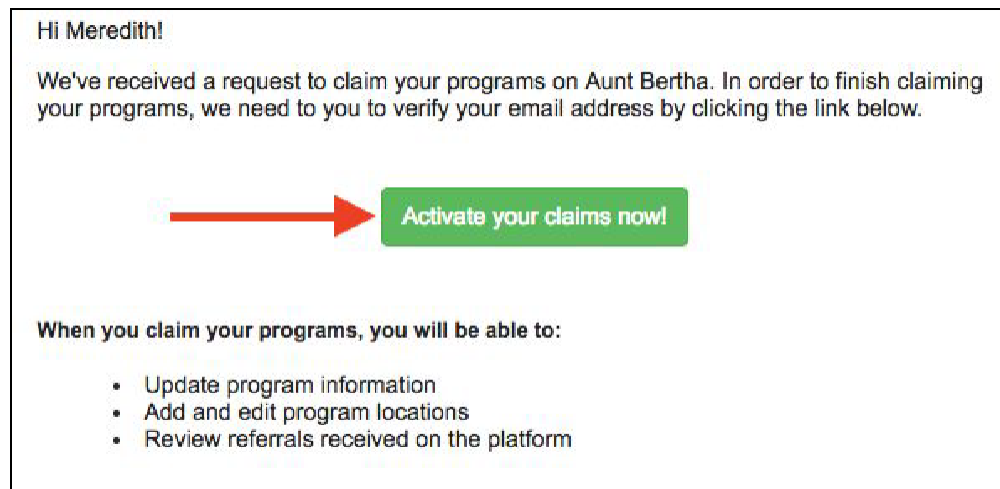 Hi Meredith!
We've received a request to claim your programs on Aunt Bertha. In order to finish claiming
your programs, we need to you to verify your email address by clicking the link below.
Activate your claims now!
When you claim your programs, you will be able to:
• Update program information
• Add and edit program locations
• Review referrals received on the platform